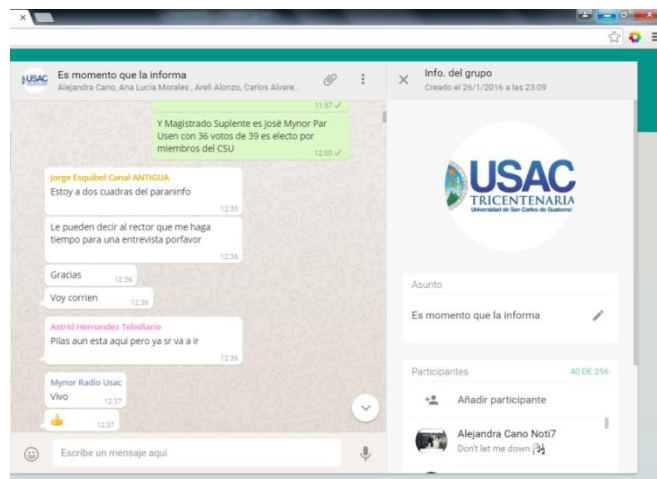 Es momento que la informa
Alejandra Cano, Ana Lucia Morales , Areli Alonzo, Carlos Alvare...
11:57
Y Magistrado Suplente es José Mynor Par
Usen con 36 votos de 39 es electo por
miembros del CSU
12:00
Jorge Esquibel Canal ANTIGUA
Estoy a dos cuadras del paraninfo
12:35
Le pueden decir al rector que me haga
tiempo para una entrevista porfavor
12:36
Gracias
12:36
Voy corrien
12:36
Astrid Hernandez Telediario
Pilas aun esta aqui pero ya sr va a ir
12:36
Mynor Radio Usac
Vivo
12:37
12:37
Escribe un mensaje aquí
Info. del grupo
Creado el 26/1/2016 a las 23:09
USAC
TRICENTENARIA
Universidad de San Carlos de Guatemala
Asunto
Es momento que la informa
Participantes
40 DE 256
Añadir participante
Alejandra Cano Noti7
Don't let me down